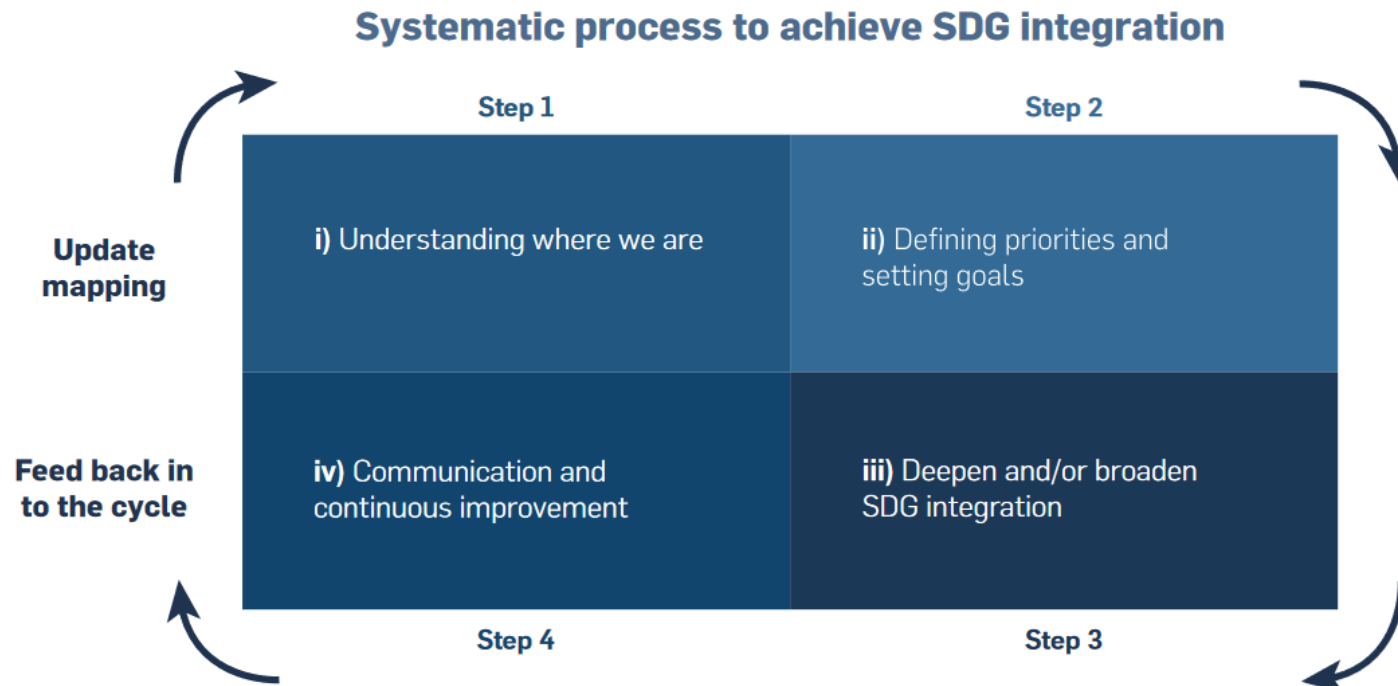 Systematic process to achieve SDG integration
Step 1
Step 2
Update
mapping
i) Understanding where we are
ii) Defining priorities and
setting goals
Feed back in
to the cycle
iv) Communication and
continuous improvement
iii) Deepen and/or broaden
SDG integration
Step 4
Step 3